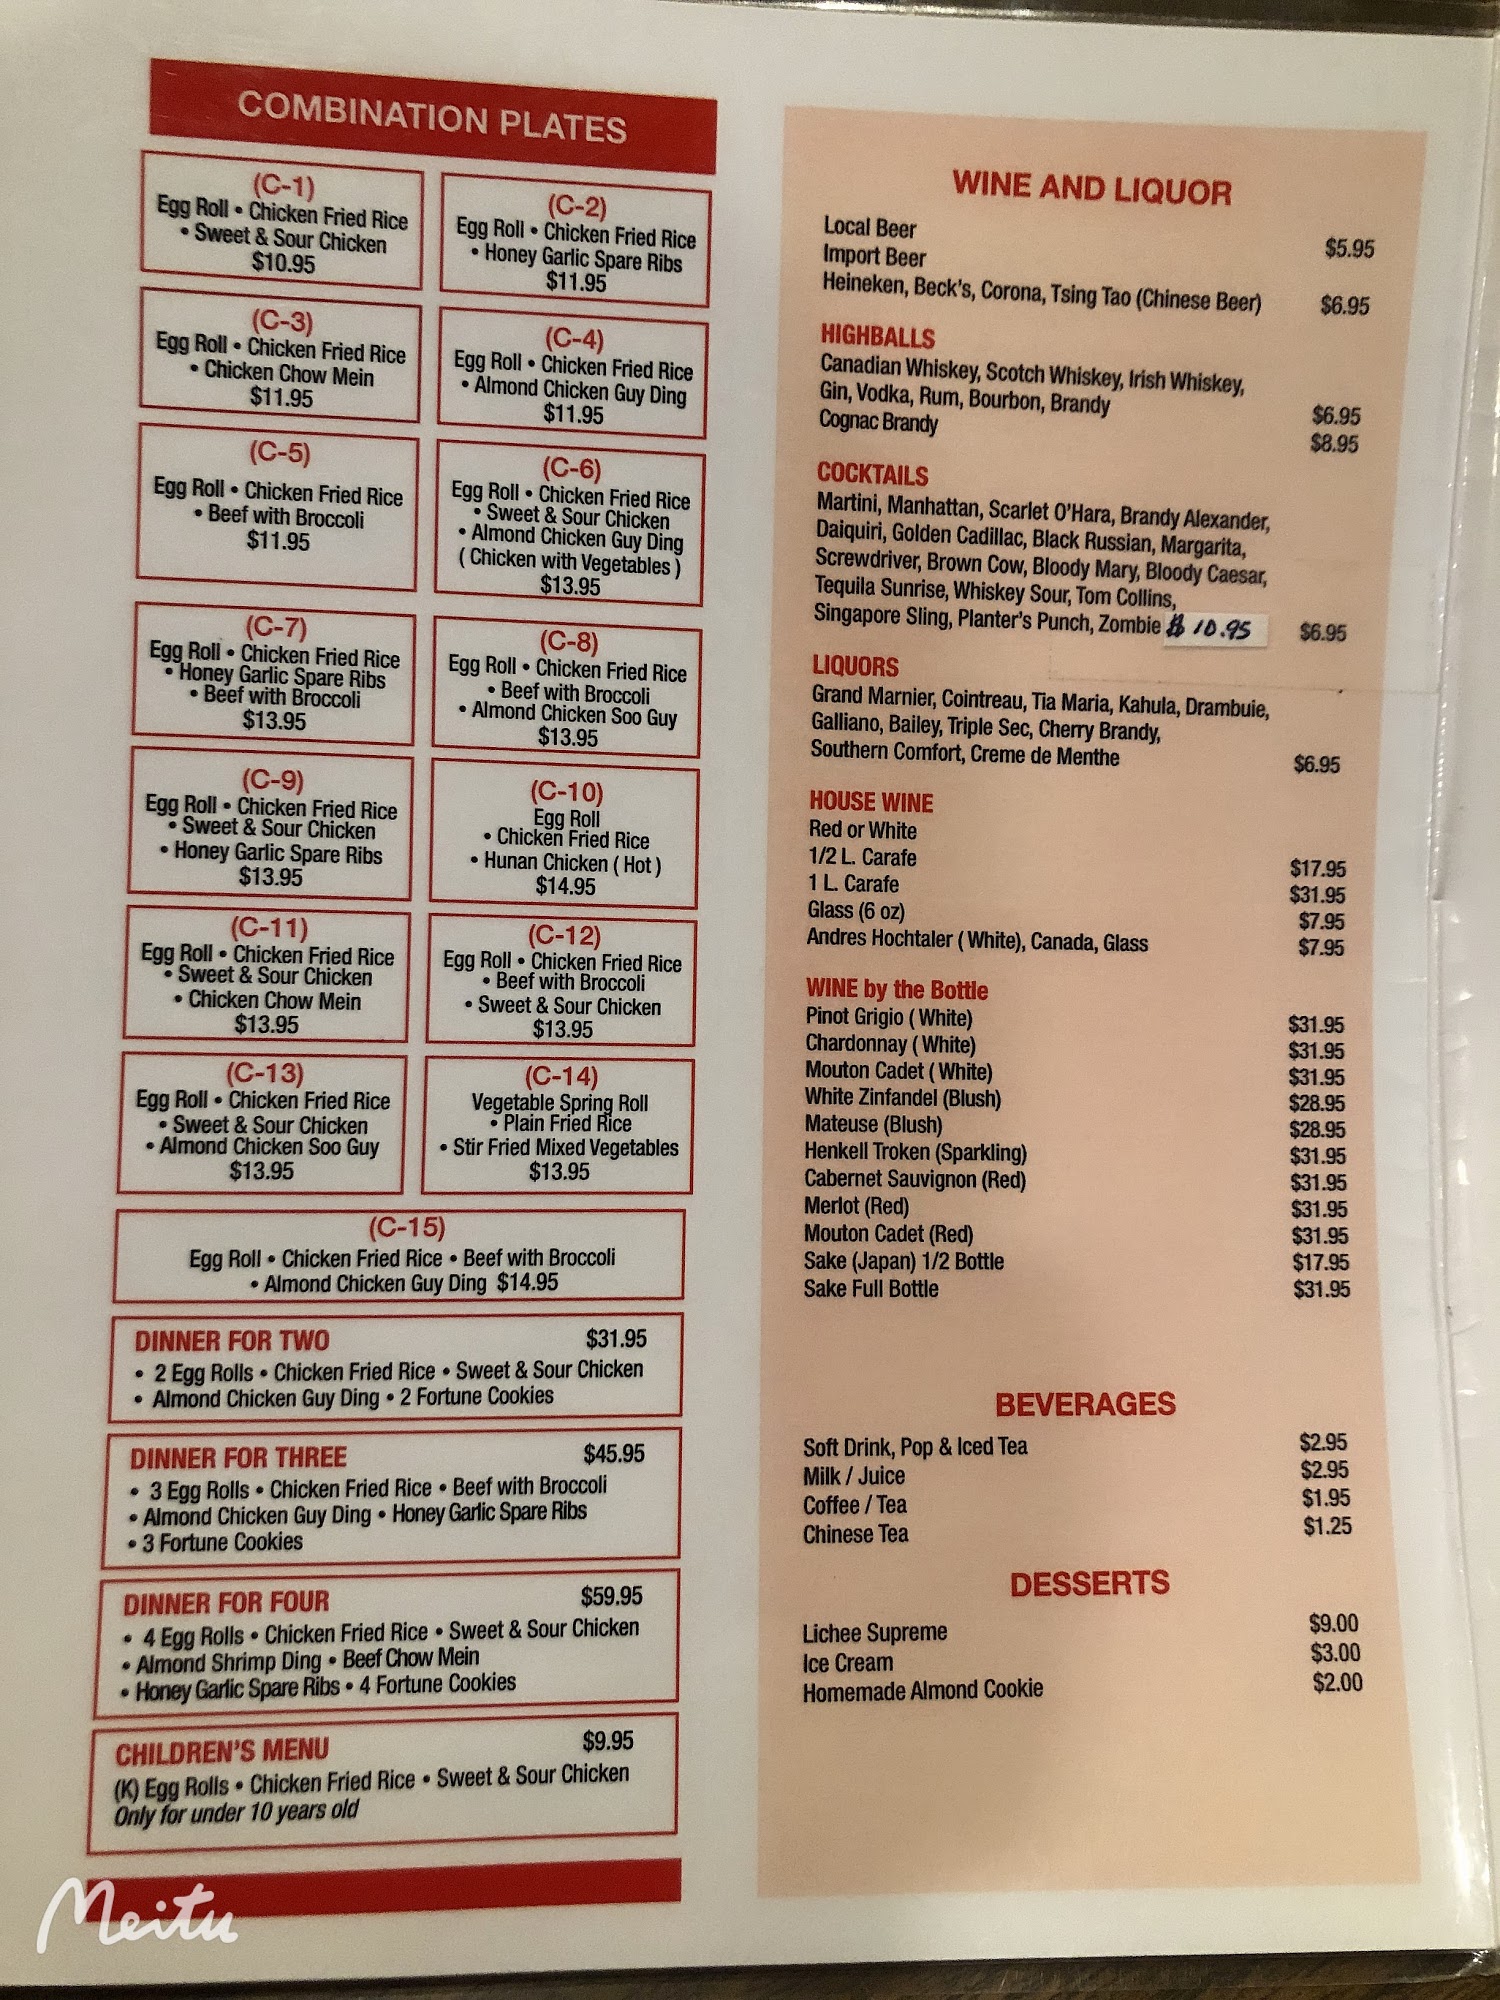 COMBINATION PLATES
(C-1)
Egg Roll • Chicken Fried Rice
• Sweet & Sour Chicken
$10.95
(C-2)
Egg Roll • Chicken Fried Rice
• Honey Garlic Spare Ribs
$11.95
(C-3)
Egg Roll • Chicken Fried Rice
• Chicken Chow Mein
$11.95
(C-4)
Egg Roll • Chicken Fried Rice
• Almond Chicken Guy Ding
$11.95
(C-5)
Egg Roll • Chicken Fried Rice
• Beef with Broccoli
$11.95
(C-6)
Egg Roll • Chicken Fried Rice
• Sweet & Sour Chicken
• Almond Chicken Guy Ding
( Chicken with Vegetables )
$13.95
(C-7)
Egg Roll • Chicken Fried Rice
• Honey Garlic Spare Ribs
• Beef with Broccoli
$13.95
(C-8)
Egg Roll • Chicken Fried Rice
• Beef with Broccoli
• Almond Chicken Soo Guy
$13.95
(C-9)
Egg Roll • Chicken Fried Rice
• Sweet & Sour Chicken
• Honey Garlic Spare Ribs
$13.95
(C-10)
Egg Roll
• Chicken Fried Rice
• Hunan Chicken ( Hot )
$14.95
(C-11)
Egg Roll • Chicken Fried Rice
• Sweet & Sour Chicken
• Chicken Chow Mein
$13.95
(C-12)
Egg Roll • Chicken Fried Rice
• Beef with Broccoli
• Sweet & Sour Chicken
$13.95
(C-13)
Egg Roll • Chicken Fried Rice
• Sweet & Sour Chicken
• Almond Chicken Soo Guy
$13.95
(C-14)
Vegetable Spring Roll
• Plain Fried Rice
• Stir Fried Mixed Vegetables
$13.95
(C-15)
Egg Roll • Chicken Fried Rice • Beef with Broccoli
• Almond Chicken Guy Ding $14.95
DINNER FOR TWO $31.95
• 2 Egg Rolls • Chicken Fried Rice • Sweet & Sour Chicken
• Almond Chicken Guy Ding • 2 Fortune Cookies
DINNER FOR THREE $45.95
• 3 Egg Rolls • Chicken Fried Rice • Beef with Broccoli
• Almond Chicken Guy Ding • Honey Garlic Spare Ribs
• 3 Fortune Cookies
DINNER FOR FOUR $59.95
• 4 Egg Rolls • Chicken Fried Rice • Sweet & Sour Chicken
• Almond Shrimp Ding • Beef Chow Mein
• Honey Garlic Spare Ribs • 4 Fortune Cookies
CHILDREN'S MENU $9.95
(K) Egg Rolls • Chicken Fried Rice • Sweet & Sour Chicken
Only for under 10 years old
Meitu
WINE AND LIQUOR
Local Beer $5.95
Import Beer
Heineken, Beck's, Corona, Tsing Tao (Chinese Beer) $6.95
HIGHBALLS
Canadian Whiskey, Scotch Whiskey, Irish Whiskey,
Gin, Vodka, Rum, Bourbon, Brandy $6.95
Cognac Brandy $8.95
COCKTAILS
Martini, Manhattan, Scarlet O'Hara, Brandy Alexander,
Daiquiri, Golden Cadillac, Black Russian, Margarita,
Screwdriver, Brown Cow, Bloody Mary, Bloody Caesar,
Tequila Sunrise, Whiskey Sour, Tom Collins,
Singapore Sling, Planter's Punch, Zombie $ 10.95 $6.95
LIQUORS
Grand Marnier, Cointreau, Tia Maria, Kahula, Drambuie,
Galliano, Bailey, Triple Sec, Cherry Brandy,
Southern Comfort, Creme de Menthe $6.95
HOUSE WINE
Red or White
1/2 L. Carafe $17.95
1 L. Carafe $31.95
Glass (6 oz) $7.95
Andres Hochtaler ( White), Canada, Glass $7.95
WINE by the Bottle
Pinot Grigio ( White) $31.95
Chardonnay ( White) $31.95
Mouton Cadet ( White) $31.95
White Zinfandel (Blush) $28.95
Mateuse (Blush) $28.95
Henkell Troken (Sparkling) $31.95
Cabernet Sauvignon (Red) $31.95
Merlot (Red) $31.95
Mouton Cadet (Red) $31.95
Sake (Japan) 1/2 Bottle $17.95
Sake Full Bottle $31.95
BEVERAGES
Soft Drink, Pop & Iced Tea $2.95
Milk / Juice $2.95
Coffee / Tea $1.95
Chinese Tea $1.25
DESSERTS
Lichee Supreme $9.00
Ice Cream $3.00
Homemade Almond Cookie $2.00